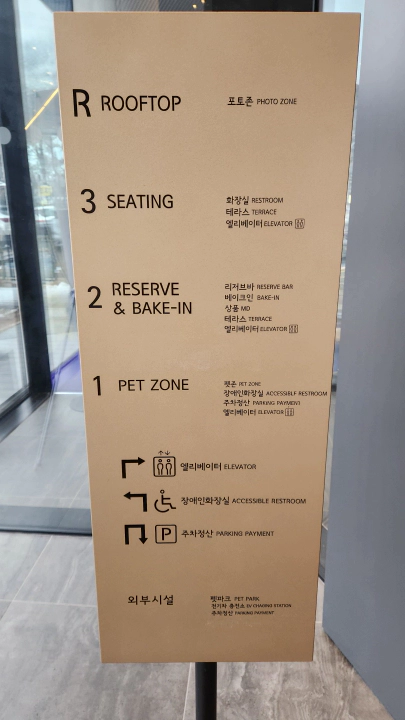 R ROOFTOP
포토존 PHOTO ZONE
3 SEATING
화장실 RESTROOM
테라스 TERRACE
엘리베이터 ELEVATOR
2 RESERVE
& BAKE-IN
리저브바 RESERVE BAR
베이크인 BAKE-IN
상품 MD
테라스 TERRACE
엘리베이터 ELEVATOR
1 PET ZONE
펫존 PET ZONE
장애인화장실 ACCESSIBLE RESTROOM
주차정산 PARKING PAYMENT
엘리베이터 ELEVATOR
엘리베이터 ELEVATOR
장애인화장실 ACCESSIBLE RESTROOM
P 주차정산 PARKING PAYMENT
외부시설
펫파크 PET PARK
전기차 충전소 EV CHAGING STATION
주차정산 PARKING PAYMENT